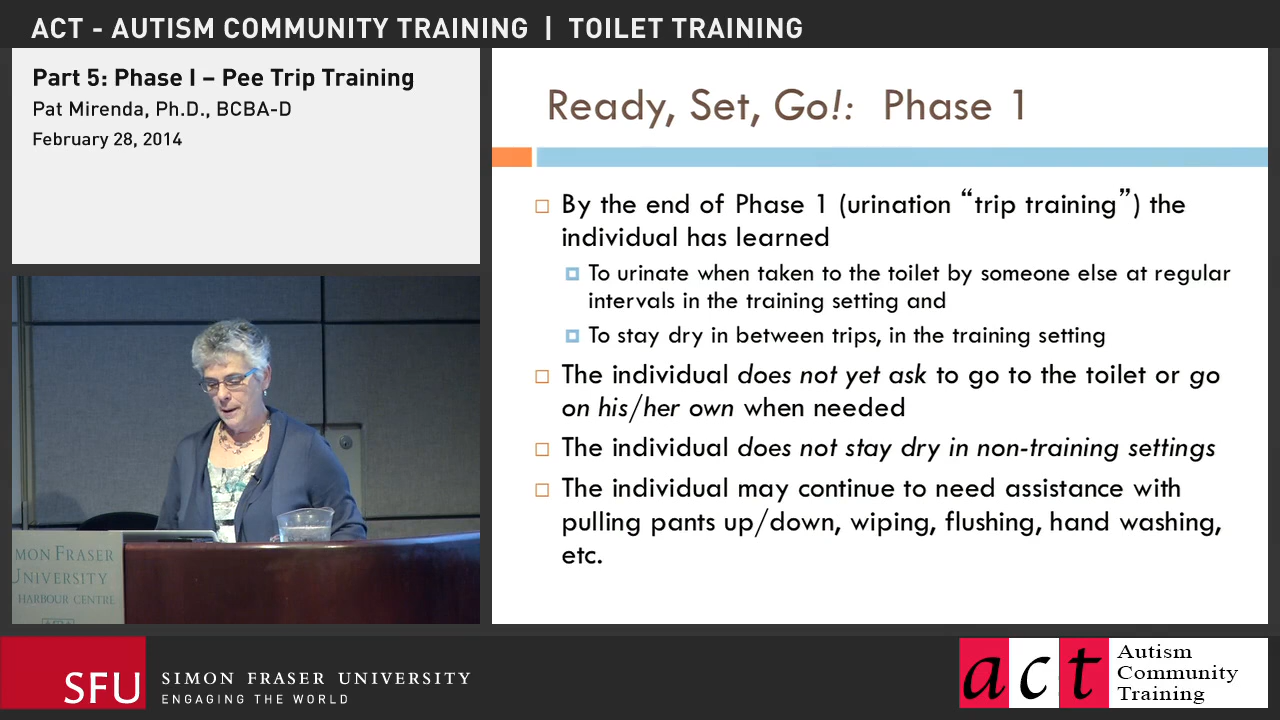 ACT - AUTISM COMMUNITY TRAINING | TOILET TRAINING
Part 5: Phase I – Pee Trip Training
Pat Mirenda, Ph.D., BCBA-D
February 28, 2014
Ready, Set, Go!: Phase 1
By the end of Phase 1 (urination “trip training”) the
individual has learned
To urinate when taken to the toilet by someone else at regular
intervals in the training setting and
To stay dry in between trips, in the training setting
The individual does not yet ask to go to the toilet or go
on his/her own when needed
The individual does not stay dry in non-training settings
The individual may continue to need assistance with
pulling pants up/down, wiping, flushing, hand washing,
etc.
MON FRASER
UNIVERSITY
HARBOUR CENTRE
SFU
SIMON FRASER UNIVERSITY
ENGAGING THE WORLD
act
Autism
Community
Training